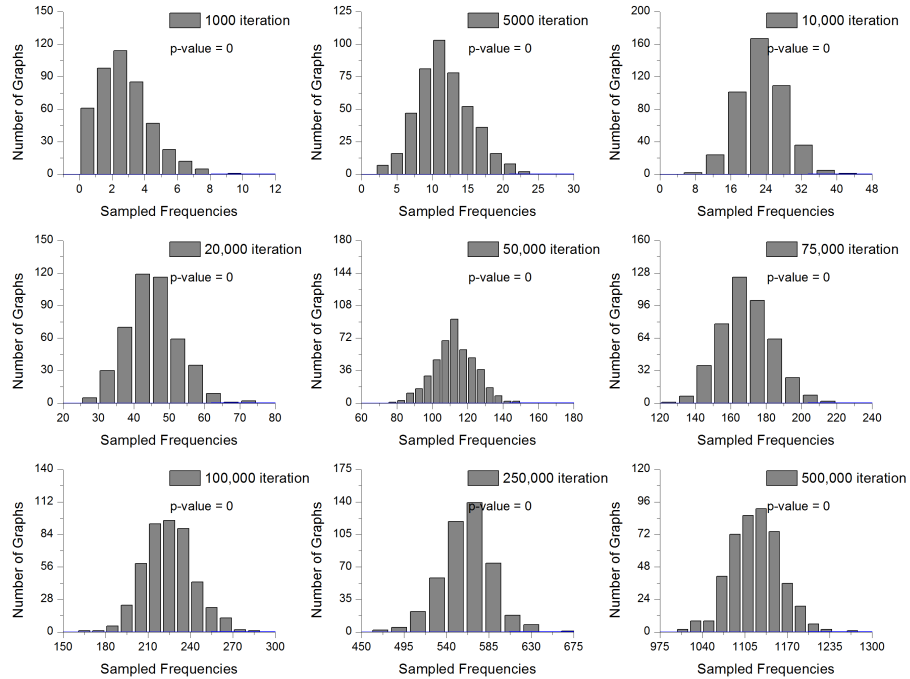 1000 iteration
p-value = 0
Number of Graphs
150
120
90
60
30
0
0 2 4 6 8 10 12
Sampled Frequencies
5000 iteration
p-value = 0
Number of Graphs
125
100
75
50
25
0
0 5 10 15 20 25 30
Sampled Frequencies
10,000 iteration
p-value = 0
Number of Graphs
200
160
120
80
40
0
0 8 16 24 32 40 48
Sampled Frequencies
20,000 iteration
p-value = 0
Number of Graphs
150
120
90
60
30
0
20 30 40 50 60 70 80
Sampled Frequencies
50,000 iteration
p-value = 0
Number of Graphs
180
144
108
72
36
0
60 80 100 120 140 160 180
Sampled Frequencies
75,000 iteration
p-value = 0
Number of Graphs
160
128
96
64
32
0
120 140 160 180 200 220 240
Sampled Frequencies
100,000 iteration
p-value = 0
Number of Graphs
140
112
84
56
28
0
150 180 210 240 270 300
Sampled Frequencies
250,000 iteration
p-value = 0
Number of Graphs
175
140
105
70
35
0
450 495 540 585 630 675
Sampled Frequencies
500,000 iteration
p-value = 0
Number of Graphs
120
96
72
48
24
0
975 1040 1105 1170 1235 1300
Sampled Frequencies